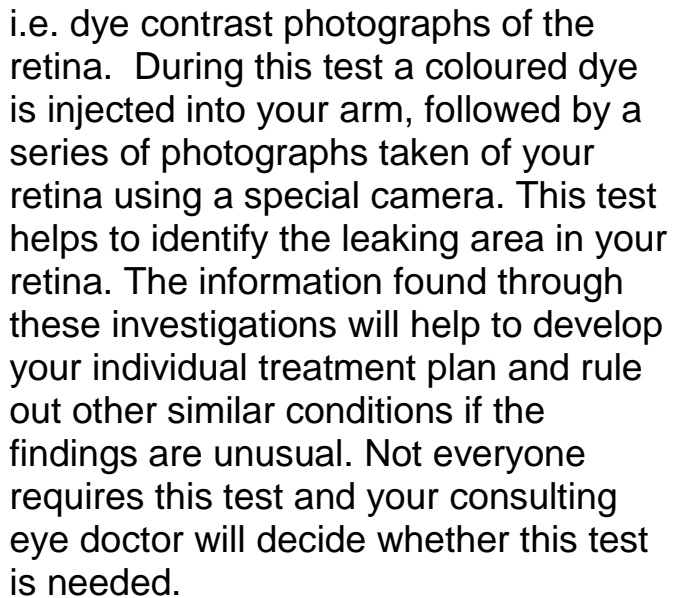 i.e. dye contrast photographs of the
retina.  During this test a coloured dye
is injected into your arm, followed by a
series of photographs taken of your
retina using a special camera. This test
helps to identify the leaking area in your
retina. The information found through
these investigations will help to develop
your individual treatment plan and rule
out other similar conditions if the
findings are unusual. Not everyone
requires this test and your consulting
eye doctor will decide whether this test
is needed.